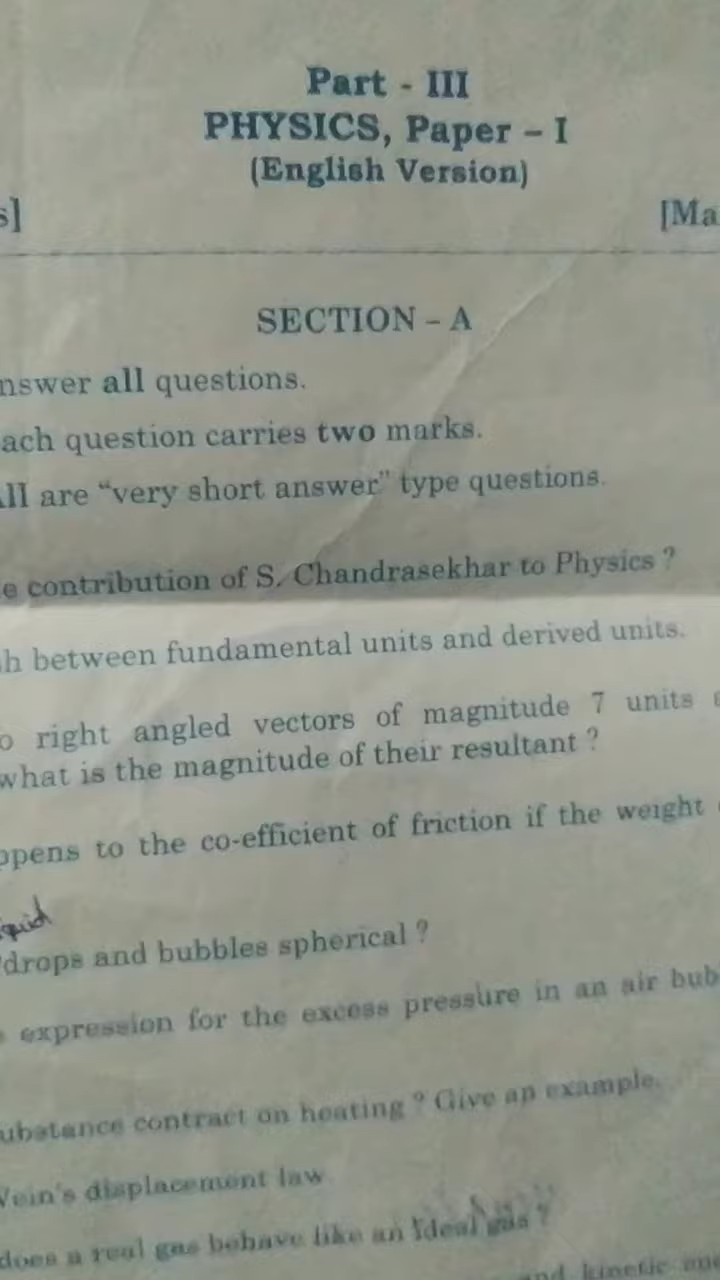 Part - III
PHYSICS, Paper - I
(English Version)
s] [Ma
SECTION - A
nswer all questions.
ach question carries two marks.
ll are "very short answer" type questions.
e contribution of S. Chandrasekhar to Physics ?
h between fundamental units and derived units.
o right angled vectors of magnitude 7 units
what is the magnitude of their resultant ?
ppens to the co-efficient of friction if the weight
quid
drops and bubbles spherical ?
expression for the excess pressure in an air bub
ubstance contract on heating ? Give an example.
Wein's displacement law
does a real gas behave like an ideal gas ?
and kinetic